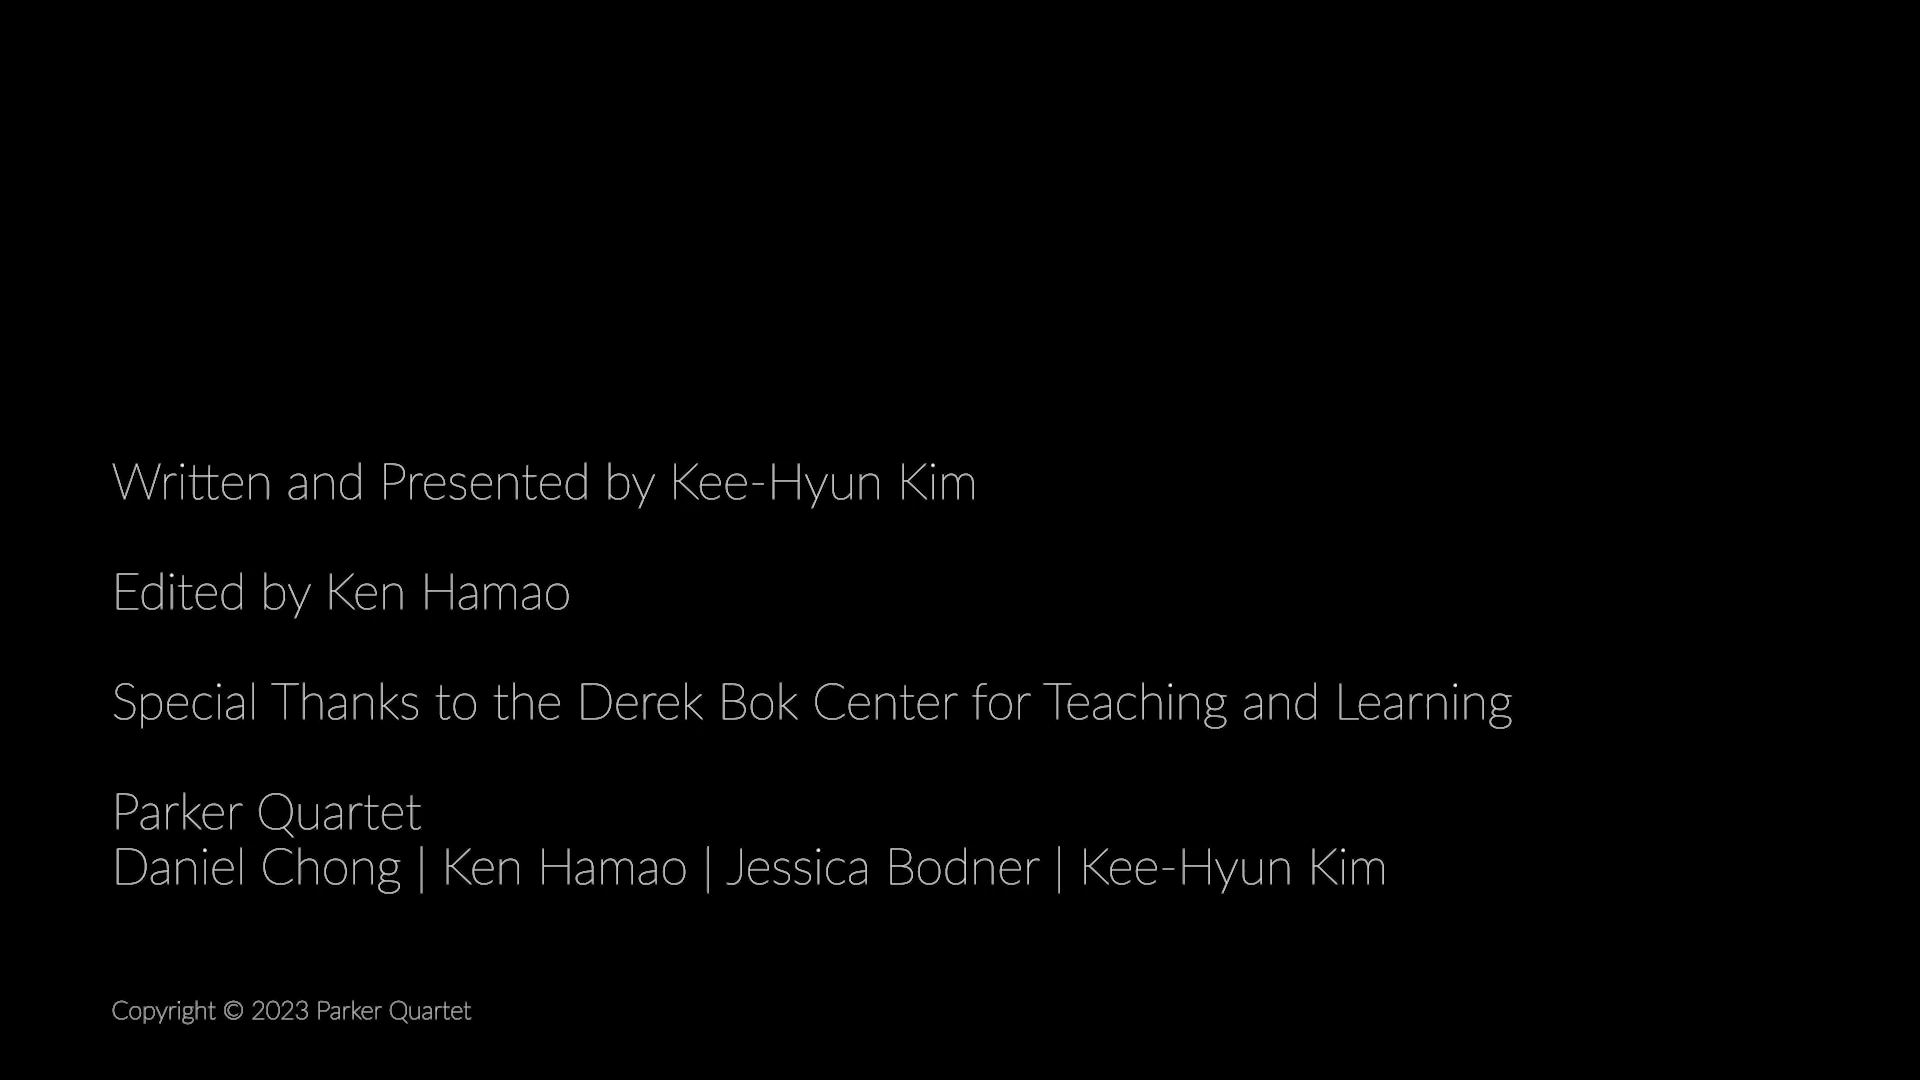 Written and Presented by Kee-Hyun Kim
Edited by Ken Hamao
Special Thanks to the Derek Bok Center for Teaching and Learning
Parker Quartet
Daniel Chong | Ken Hamao | Jessica Bodner | Kee-Hyun Kim
Copyright © 2023 Parker Quartet